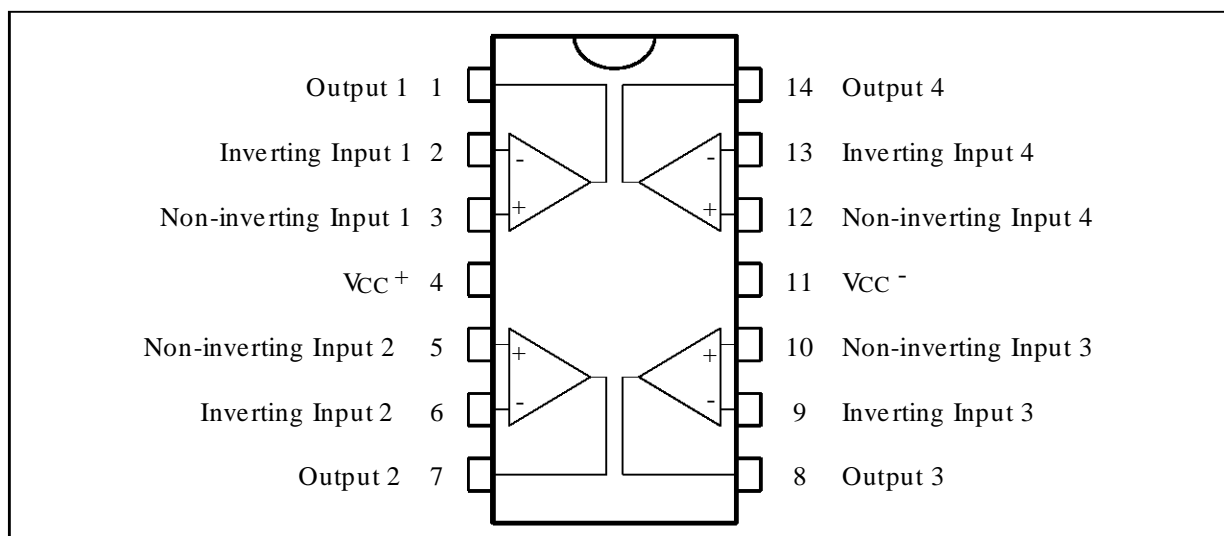 Output 1 1 14 Output 4
Inverting Input 1 2 - - 13 Inverting Input 4
Non-inverting Input 1 3 + + 12 Non-inverting Input 4
VCC + 4 11 VCC -
Non-inverting Input 2 5 + + 10 Non-inverting Input 3
Inverting Input 2 6 - - 9 Inverting Input 3
Output 2 7 8 Output 3